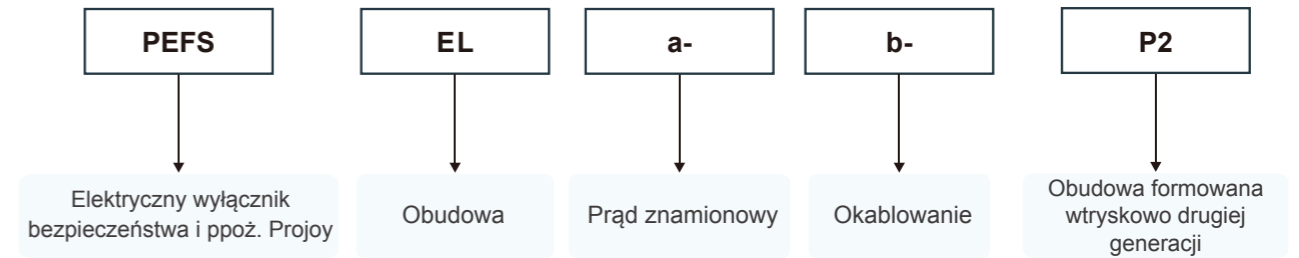 PEFS EL a- b- P2
Elektryczny wyłącznik
bezpieczeństwa i ppoż. Projoy
Obudowa
Prąd znamionowy
Okablowanie
Obudowa formowana
wtryskowo drugiej
generacji